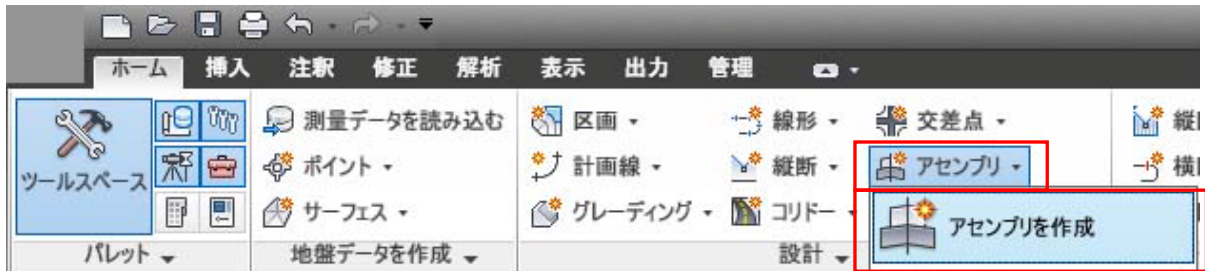 ホーム 挿入 注釈 修正 解析 表示 出力 管理
測量データを読み込む 区画 線形 交差点 縦
ツールスペース ポイント 計画線 縦断 アセンブリ 横
サーフェス グレーディング コリドー アセンブリを作成
パレット 地盤データを作成 設計